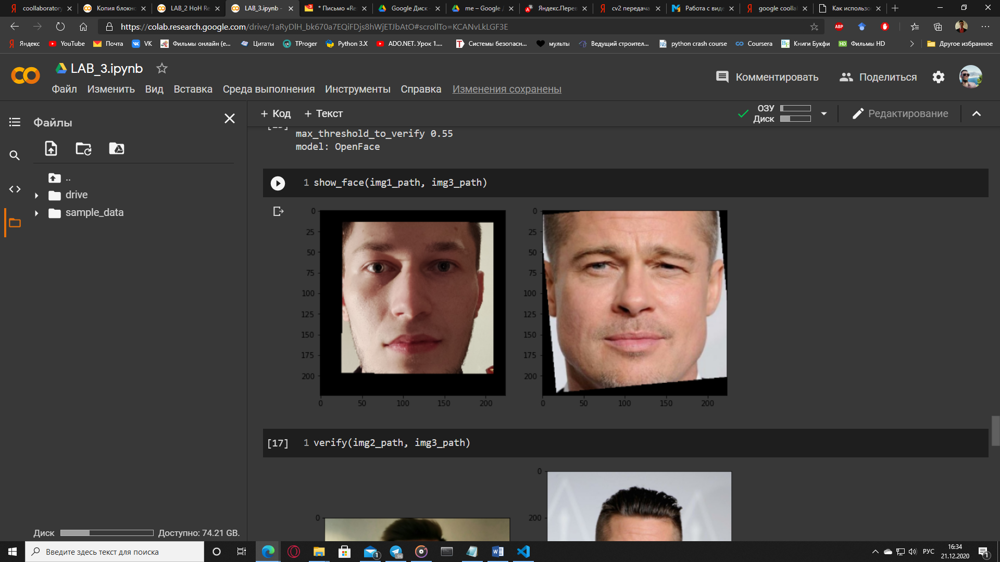 coollaboratory
Копия блокно
LAB_2 HoH Re
LAB_3.ipynb -
* Письмо «Re
Google Диск -
me – Google
Яндекс.Перев
cv2 передача
Работа с виде
google coolla
Как использо
https://colab.research.google.com/drive/1aRyDlH_bk670a7EQiFDjs8hWjETJbAtO#scrollTo=KCANvLkLGF3E
ABP
Яндекс
YouTube
Почта
VK
Фильмы онлайн (е...
Цитаты
TProger
Python 3.X
ADO.NET. Урок 1....
Системы безопасн...
мульты
Ведущий строител...
python crash course
Coursera
Книги Букфи
Фильмы HD
Другое избранное
LAB_3.ipynb
Комментировать
Поделиться
Файл Изменить Вид Вставка Среда выполнения Инструменты Справка Изменения сохранены
Файлы
+ Код + Текст
ОЗУ
Диск
Редактирование
..
drive
sample_data
max_threshold_to_verify 0.55
model: OpenFace
1 show_face(img1_path, img3_path)
0
25
50
75
100
125
150
175
200
0 50 100 150 200
0
25
50
75
100
125
150
175
200
0 50 100 150 200
[17] 1 verify(img2_path, img3_path)
0
0
200
Диск Доступно: 74.21 GB.
Введите здесь текст для поиска
1
96
РУС
16:34
21.12.2020
1